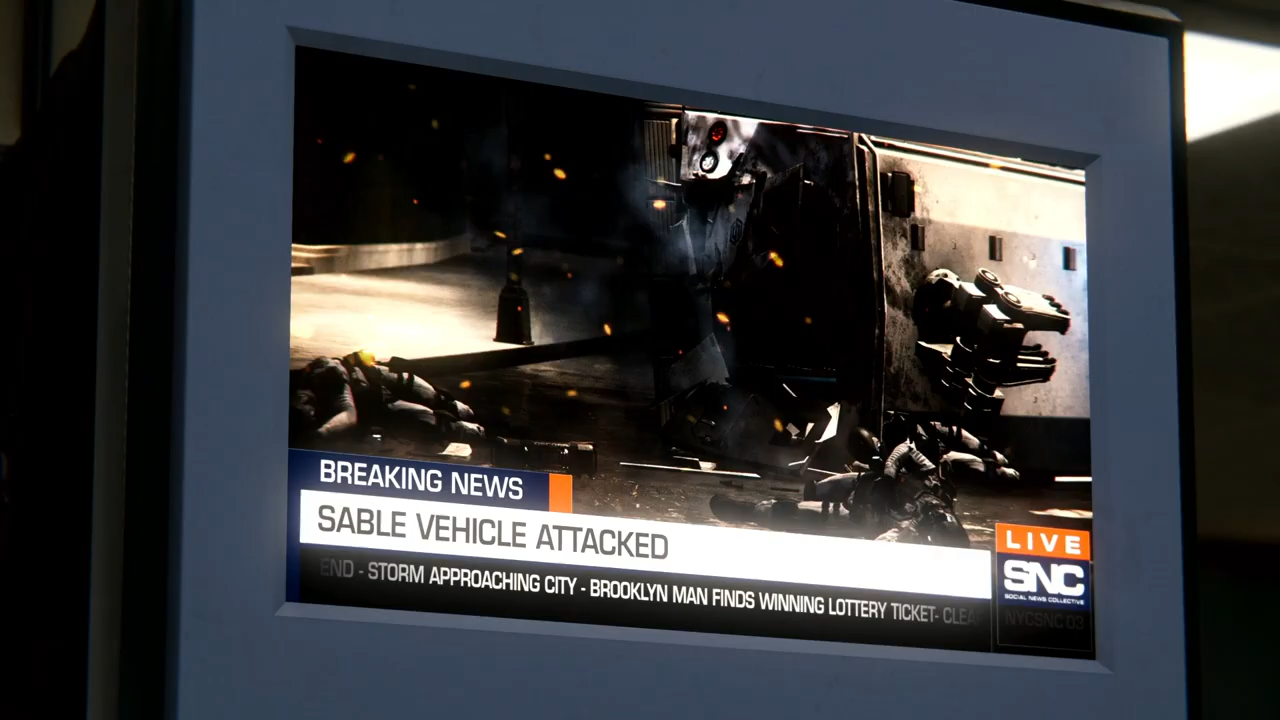 BREAKING NEWS
SABLE VEHICLE ATTACKED
END - STORM APPROACHING CITY - BROOKLYN MAN FINDS WINNING LOTTERY TICKET- CLEA
LIVE
SNC
SOCIAL NEWS COLLECTIVE
NYCSNC 03